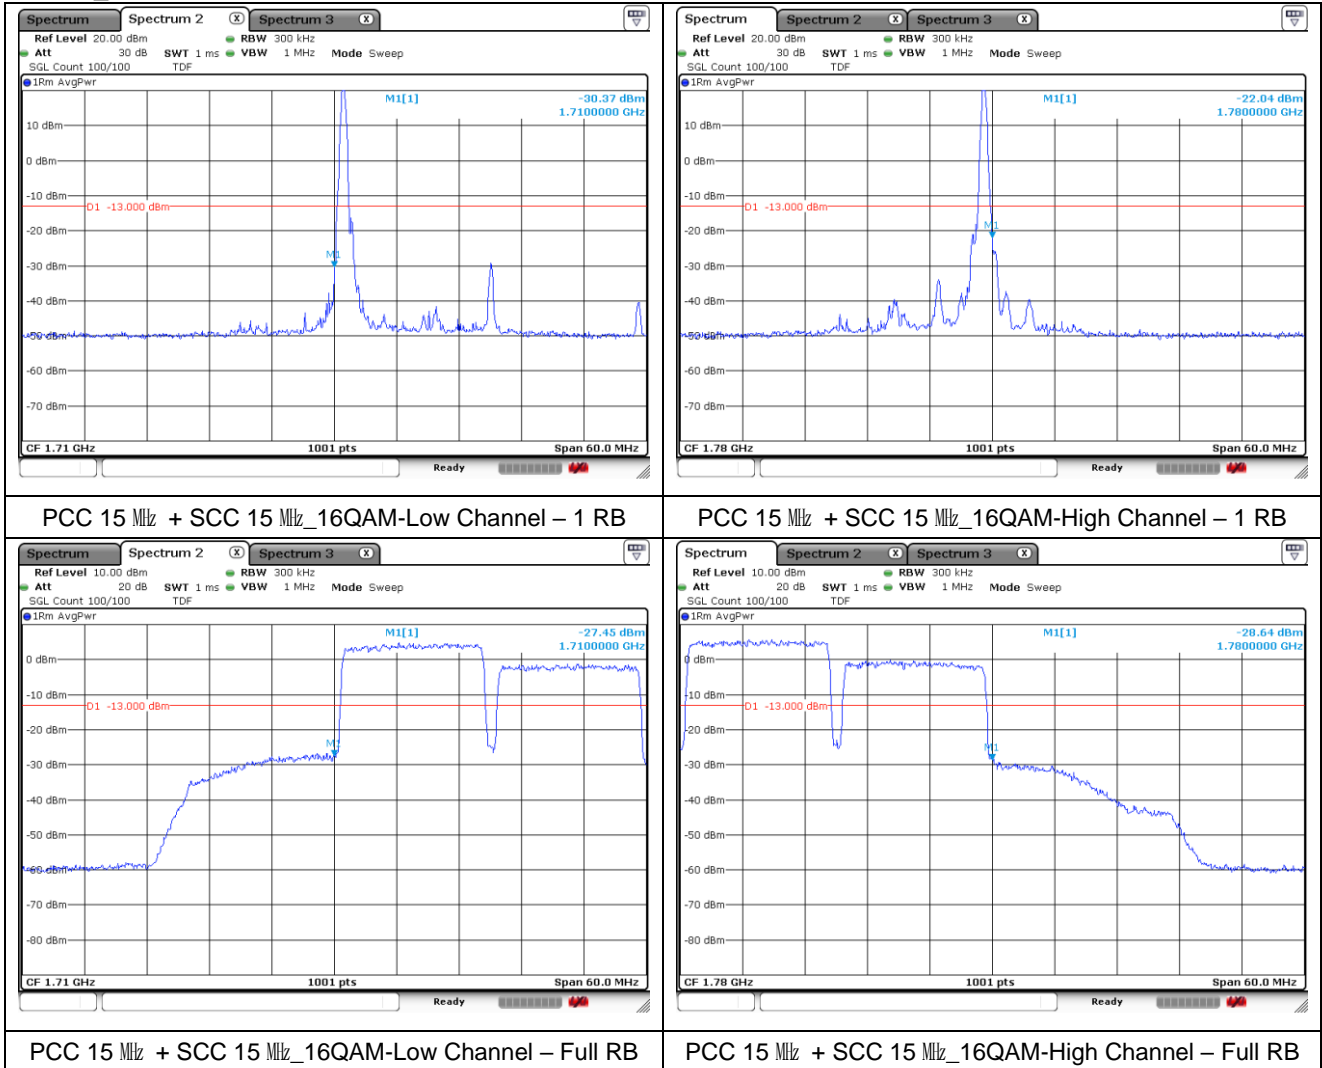 Spectrum Spectrum 2 X Spectrum 3 X
Ref Level 20.00 dBm RBW 300 kHz
Att 30 dB SWT 1 ms VBW 1 MHz Mode Sweep
SGL Count 100/100 TDF
1Rm AvgPwr
M1[1] -30.37 dBm
1.7100000 GHz
10 dBm
0 dBm
-10 dBm
D1 -13.000 dBm
-20 dBm
M1
-30 dBm
-40 dBm
-50 dBm
-60 dBm
-70 dBm
CF 1.71 GHz 1001 pts Span 60.0 MHz
Ready
PCC 15 ㎒ + SCC 15 ㎒_16QAM-Low Channel – 1 RB
Spectrum Spectrum 2 X Spectrum 3 X
Ref Level 20.00 dBm RBW 300 kHz
Att 30 dB SWT 1 ms VBW 1 MHz Mode Sweep
SGL Count 100/100 TDF
1Rm AvgPwr
M1[1] -22.04 dBm
1.7800000 GHz
10 dBm
0 dBm
-10 dBm
D1 -13.000 dBm
-20 dBm
M1
-30 dBm
-40 dBm
-50 dBm
-60 dBm
-70 dBm
CF 1.78 GHz 1001 pts Span 60.0 MHz
Ready
PCC 15 ㎒ + SCC 15 ㎒_16QAM-High Channel – 1 RB
Spectrum Spectrum 2 X Spectrum 3 X
Ref Level 10.00 dBm RBW 300 kHz
Att 20 dB SWT 1 ms VBW 1 MHz Mode Sweep
SGL Count 100/100 TDF
1Rm AvgPwr
M1[1] -27.45 dBm
1.7100000 GHz
0 dBm
-10 dBm
D1 -13.000 dBm
-20 dBm
M1
-30 dBm
-40 dBm
-50 dBm
-60 dBm
-70 dBm
-80 dBm
CF 1.71 GHz 1001 pts Span 60.0 MHz
Ready
PCC 15 ㎒ + SCC 15 ㎒_16QAM-Low Channel – Full RB
Spectrum Spectrum 2 X Spectrum 3 X
Ref Level 10.00 dBm RBW 300 kHz
Att 20 dB SWT 1 ms VBW 1 MHz Mode Sweep
SGL Count 100/100 TDF
1Rm AvgPwr
M1[1] -28.64 dBm
1.7800000 GHz
0 dBm
-10 dBm
D1 -13.000 dBm
-20 dBm
M1
-30 dBm
-40 dBm
-50 dBm
-60 dBm
-70 dBm
-80 dBm
CF 1.78 GHz 1001 pts Span 60.0 MHz
Ready
PCC 15 ㎒ + SCC 15 ㎒_16QAM-High Channel – Full RB